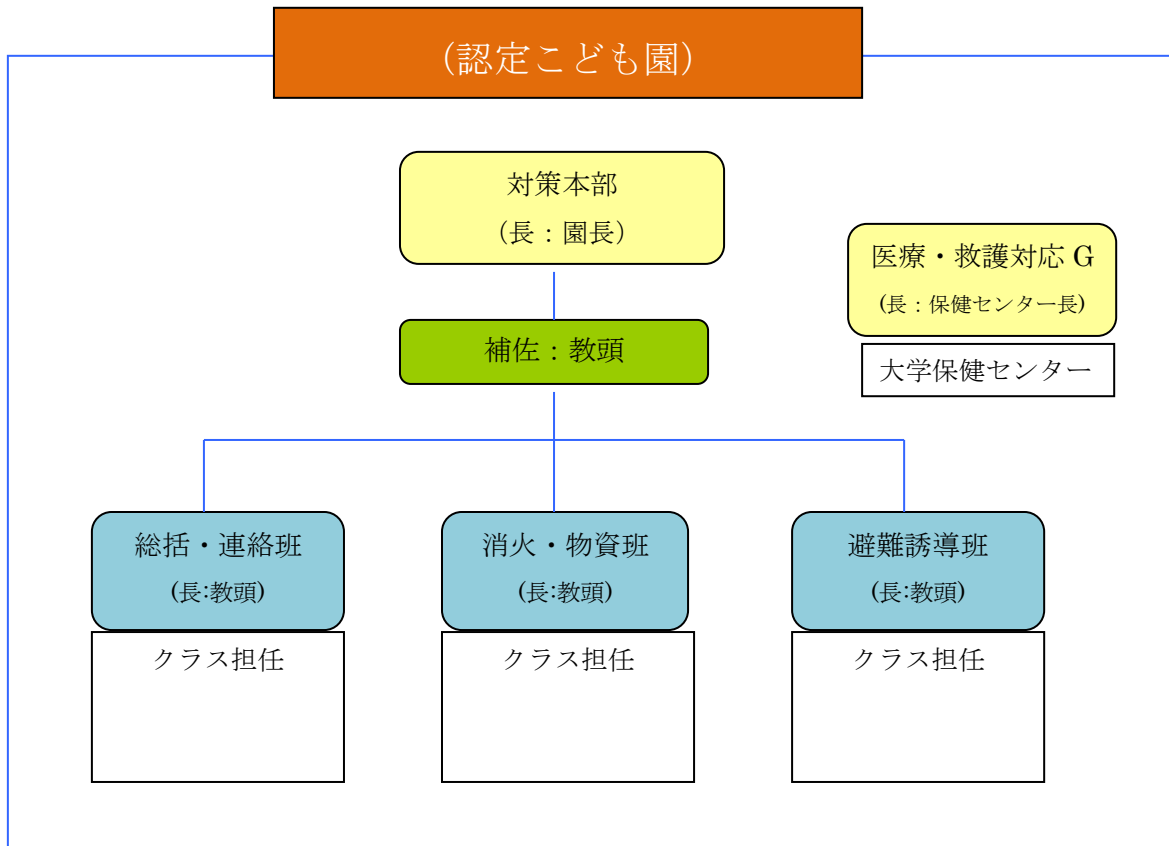 (認定こども園)
対策本部
(長：園長)
医療・救護対応 G
(長：保健センター長)
大学保健センター
補佐：教頭
総括・連絡班
(長:教頭)
クラス担任
消火・物資班
(長:教頭)
クラス担任
避難誘導班
(長:教頭)
クラス担任